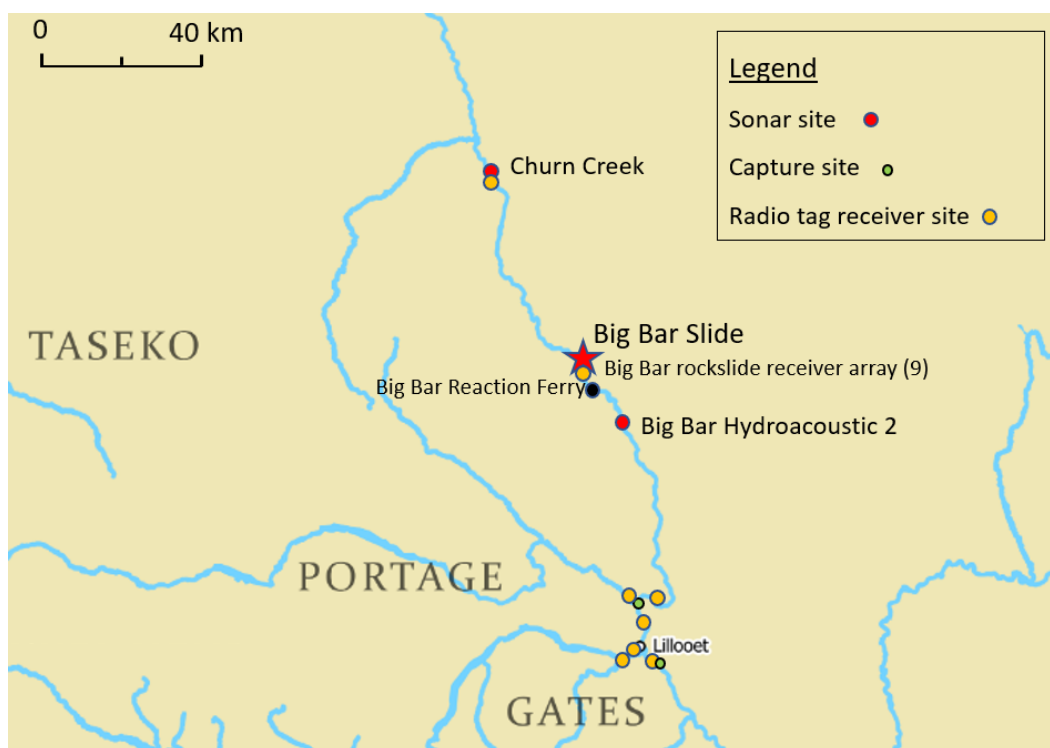 0 40 km
Legend
Sonar site
Capture site
Radio tag receiver site
Churn Creek
TASEKO
Big Bar Slide
Big Bar rockslide receiver array (9)
Big Bar Reaction Ferry
Big Bar Hydroacoustic 2
PORTAGE
Lillooet
GATES